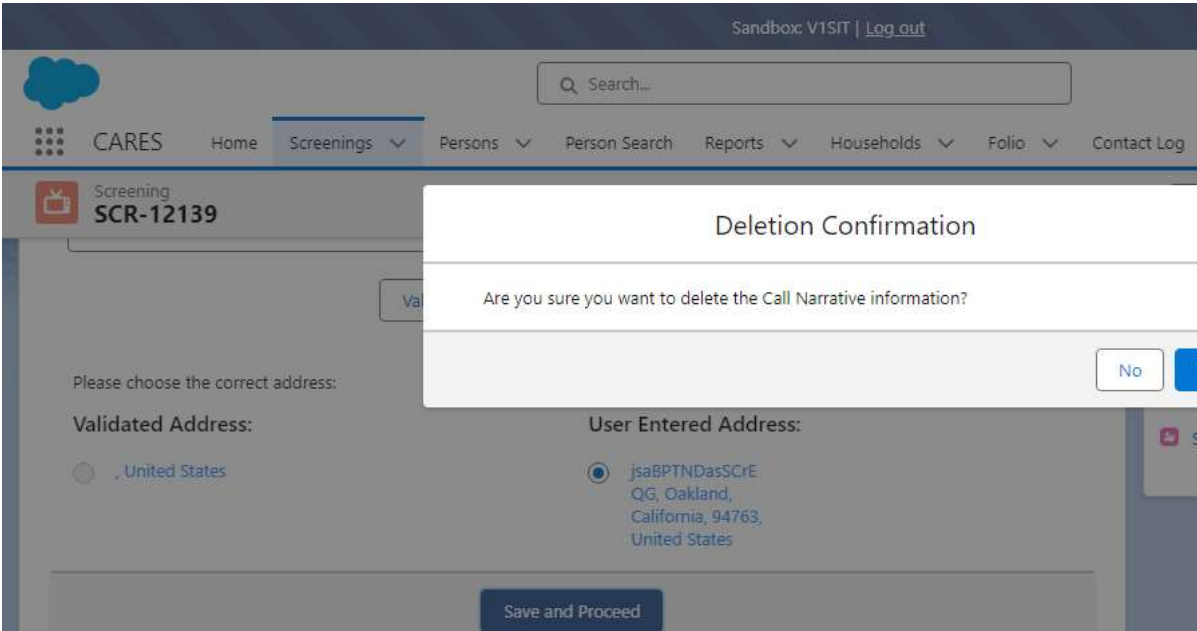 Sandbox: V1SIT | Log out
Search...
CARES Home Screenings Persons Person Search Reports Households Folio Contact Log
Screening
SCR-12139
Deletion Confirmation
Are you sure you want to delete the Call Narrative information?
No
Please choose the correct address:
Validated Address: User Entered Address:
, United States jsaBPTNDasSCrE
QG, Oakland,
California, 94763,
United States
Save and Proceed